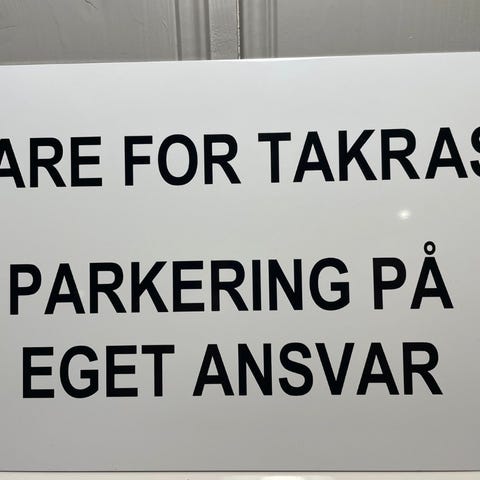 ARE FOR TAKRAS
PARKERING PÅ
EGET ANSVAR